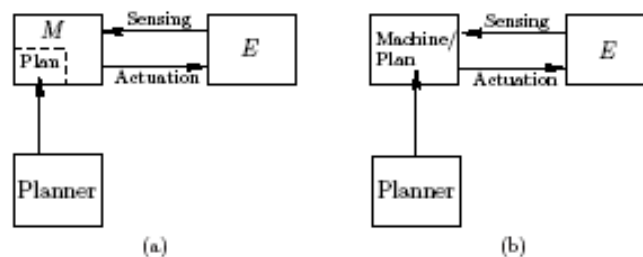 Sensing
M
E
Plan
Actuation
Planner
(a)
Sensing
Machine/
Plan
E
Actuation
Planner
(b)